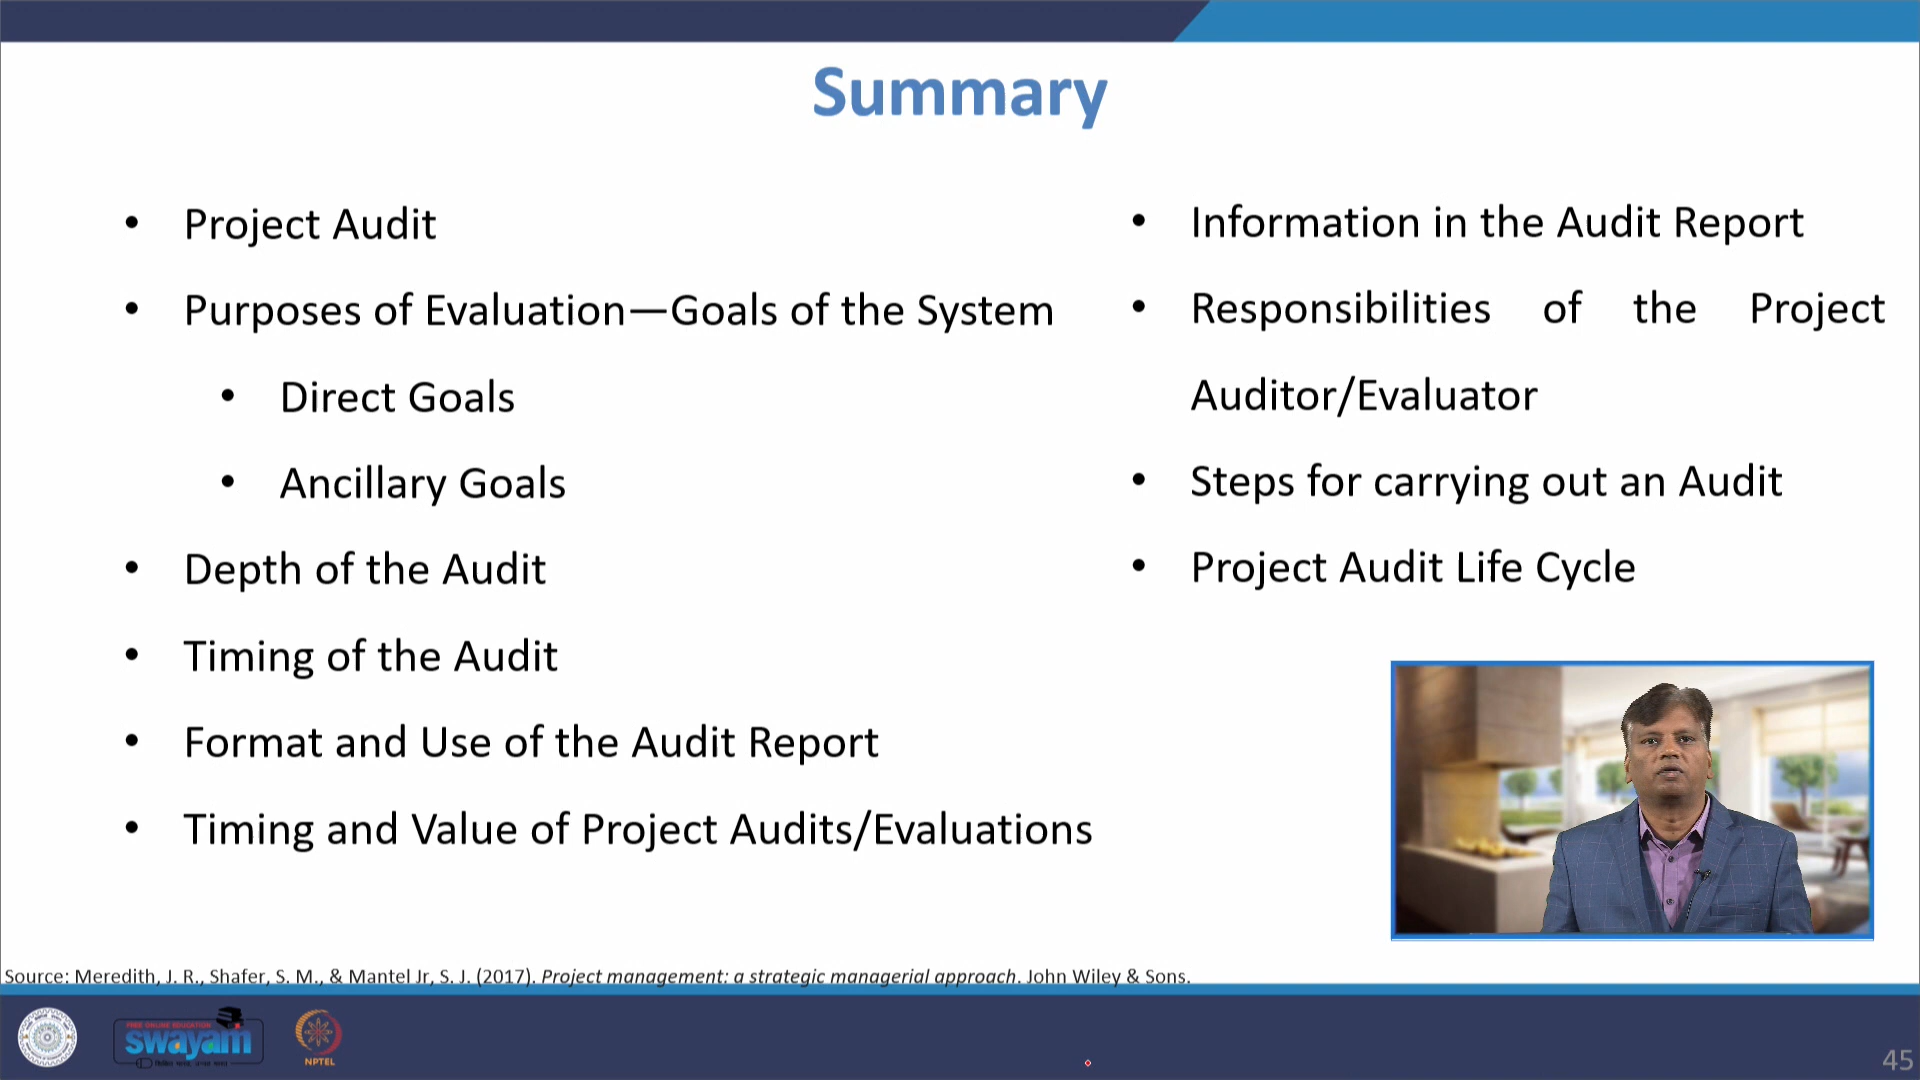 Summary
• Project Audit
• Purposes of Evaluation—Goals of the System
• Direct Goals
• Ancillary Goals
• Depth of the Audit
• Timing of the Audit
• Format and Use of the Audit Report
• Timing and Value of Project Audits/Evaluations
• Information in the Audit Report
• Responsibilities of the Project
Auditor/Evaluator
• Steps for carrying out an Audit
• Project Audit Life Cycle
Source: Meredith, J. R., Shafer, S. M., & Mantel Jr, S. J. (2017). Project management: a strategic managerial approach. John Wiley & Sons.
FREE ONLINE EDUCATION
swayam
NPTEL
45